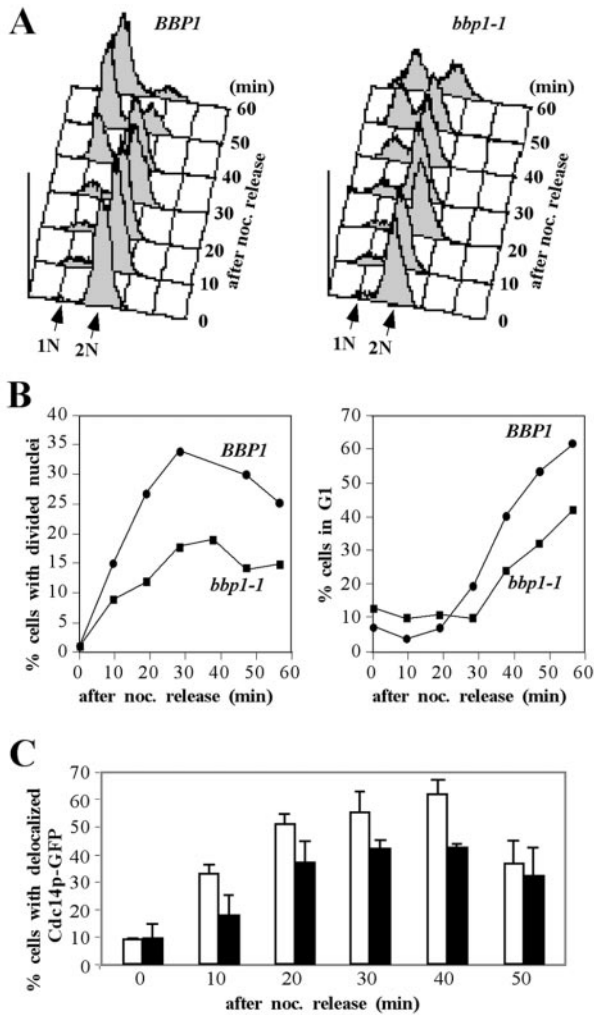 A
BBP1
bbp1-1
(min)
60
50
40
30
20
10
0
after noc. release
1N
2N
(min)
60
50
40
30
20
10
0
after noc. release
1N
2N
B
40
35
30
25
20
15
10
5
0
% cells with divided nuclei
BBP1
bbp1-1
0 10 20 30 40 50 60
after noc. release (min)
70
60
50
40
30
20
10
0
% cells in G1
BBP1
bbp1-1
0 10 20 30 40 50 60
after noc. release (min)
C
70
60
50
40
30
20
10
0
% cells with delocalized
Cdc14p-GFP
0 10 20 30 40 50
after noc. release (min)